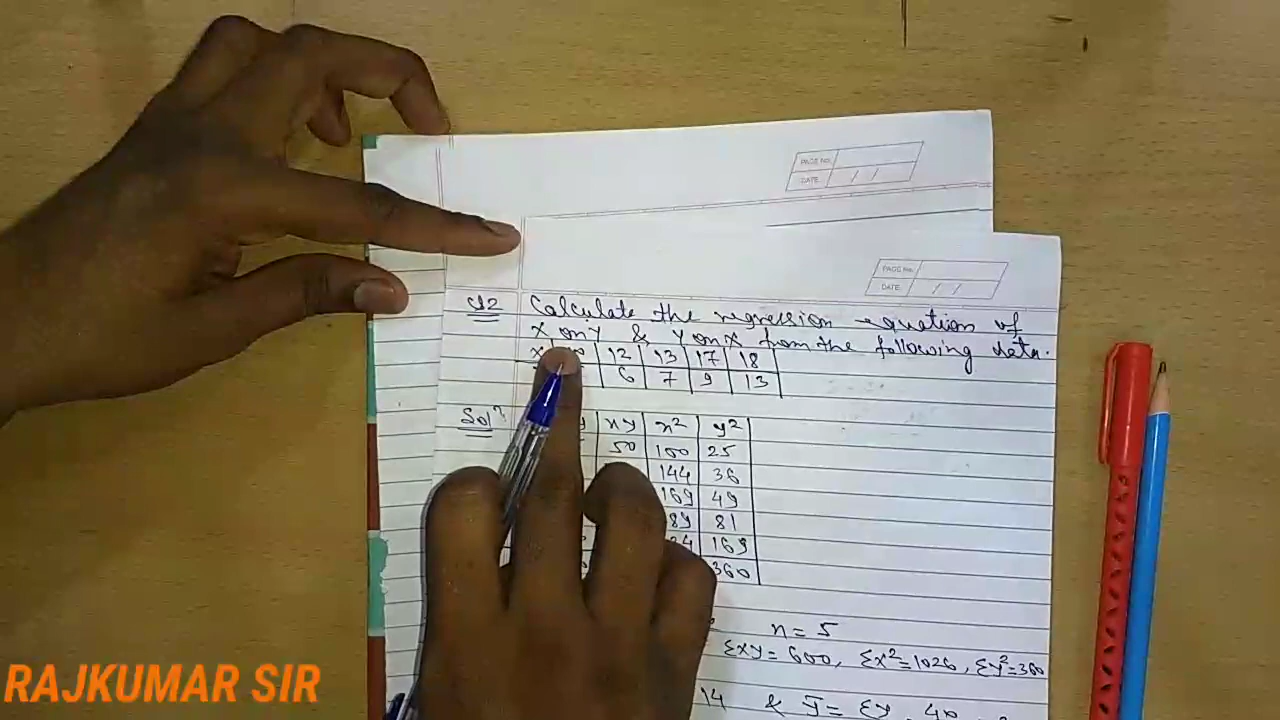 PAGE NO.
DATE / /
PAGE NO.
DATE / /
Q2 Calculate the regression equation of
X on Y & Y on X from the following data.
x 12 13 17 18
6 7 9 13
Solⁿ y xy x² y²
50 100 25
144 36
169 49
89 81
169
360
n = 5
Σxy = 600, Σx² = 1026, Σy² = 360
14 & ȳ = Σy 40
RAJKUMAR SIR